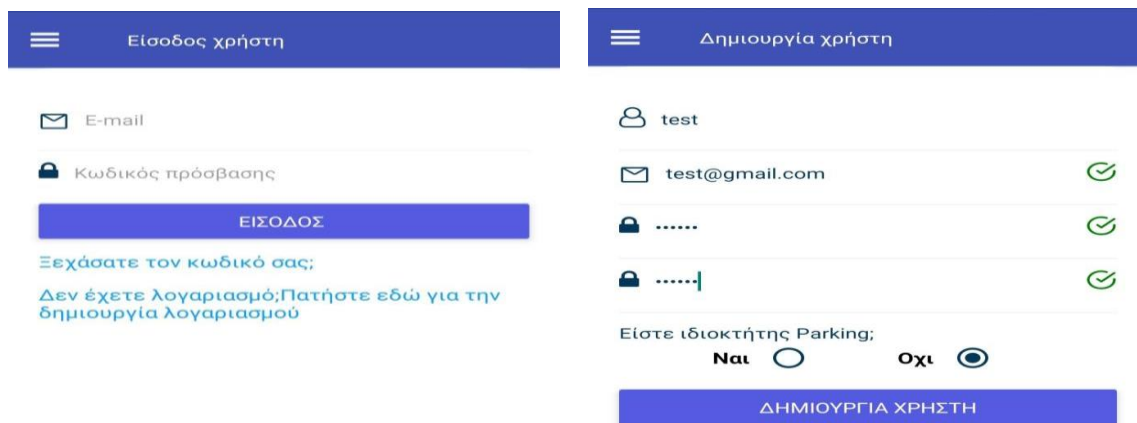 Είσοδος χρήστη
E-mail
Κωδικός πρόσβασης
ΕΙΣΟΔΟΣ
Ξεχάσατε τον κωδικό σας;
Δεν έχετε λογαριασμό;Πατήστε εδώ για την
δημιουργία λογαριασμού
Δημιουργία χρήστη
test
test@gmail.com
••••••
••••••
Είστε ιδιοκτήτης Parking;
Ναι Οχι
ΔΗΜΙΟΥΡΓΙΑ ΧΡΗΣΤΗ